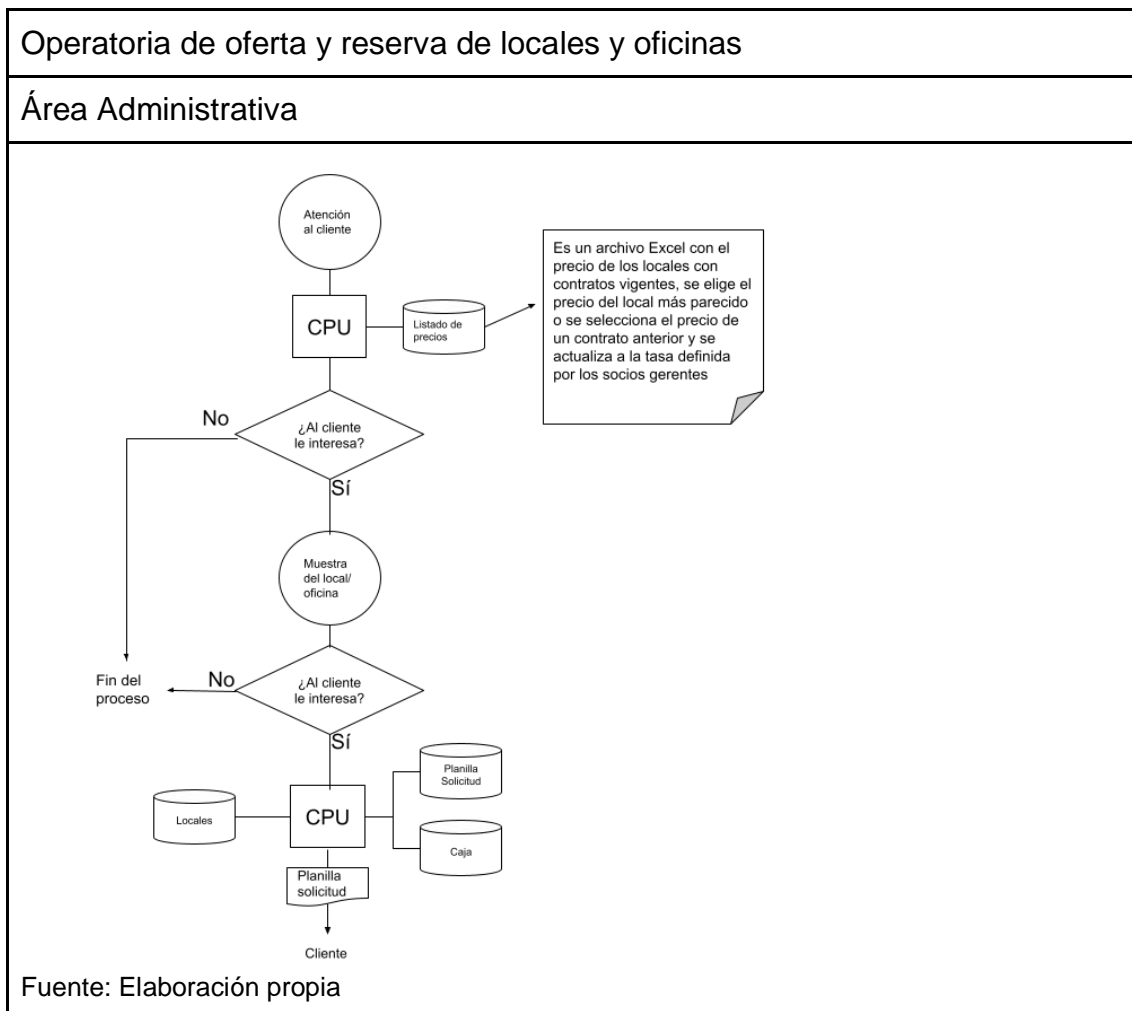 Operatoria de oferta y reserva de locales y oficinas
Área Administrativa
Atención
al cliente
CPU
Listado de
precios
Es un archivo Excel con el
precio de los locales con
contratos vigentes, se elige el
precio del local más parecido
o se selecciona el precio de
un contrato anterior y se
actualiza a la tasa definida
por los socios gerentes
No
¿Al cliente
le interesa?
Sí
Muestra
del local/
oficina
Fin del
proceso
No
¿Al cliente
le interesa?
Sí
Planilla
Solicitud
Locales
CPU
Caja
Planilla
solicitud
Cliente
Fuente: Elaboración propia